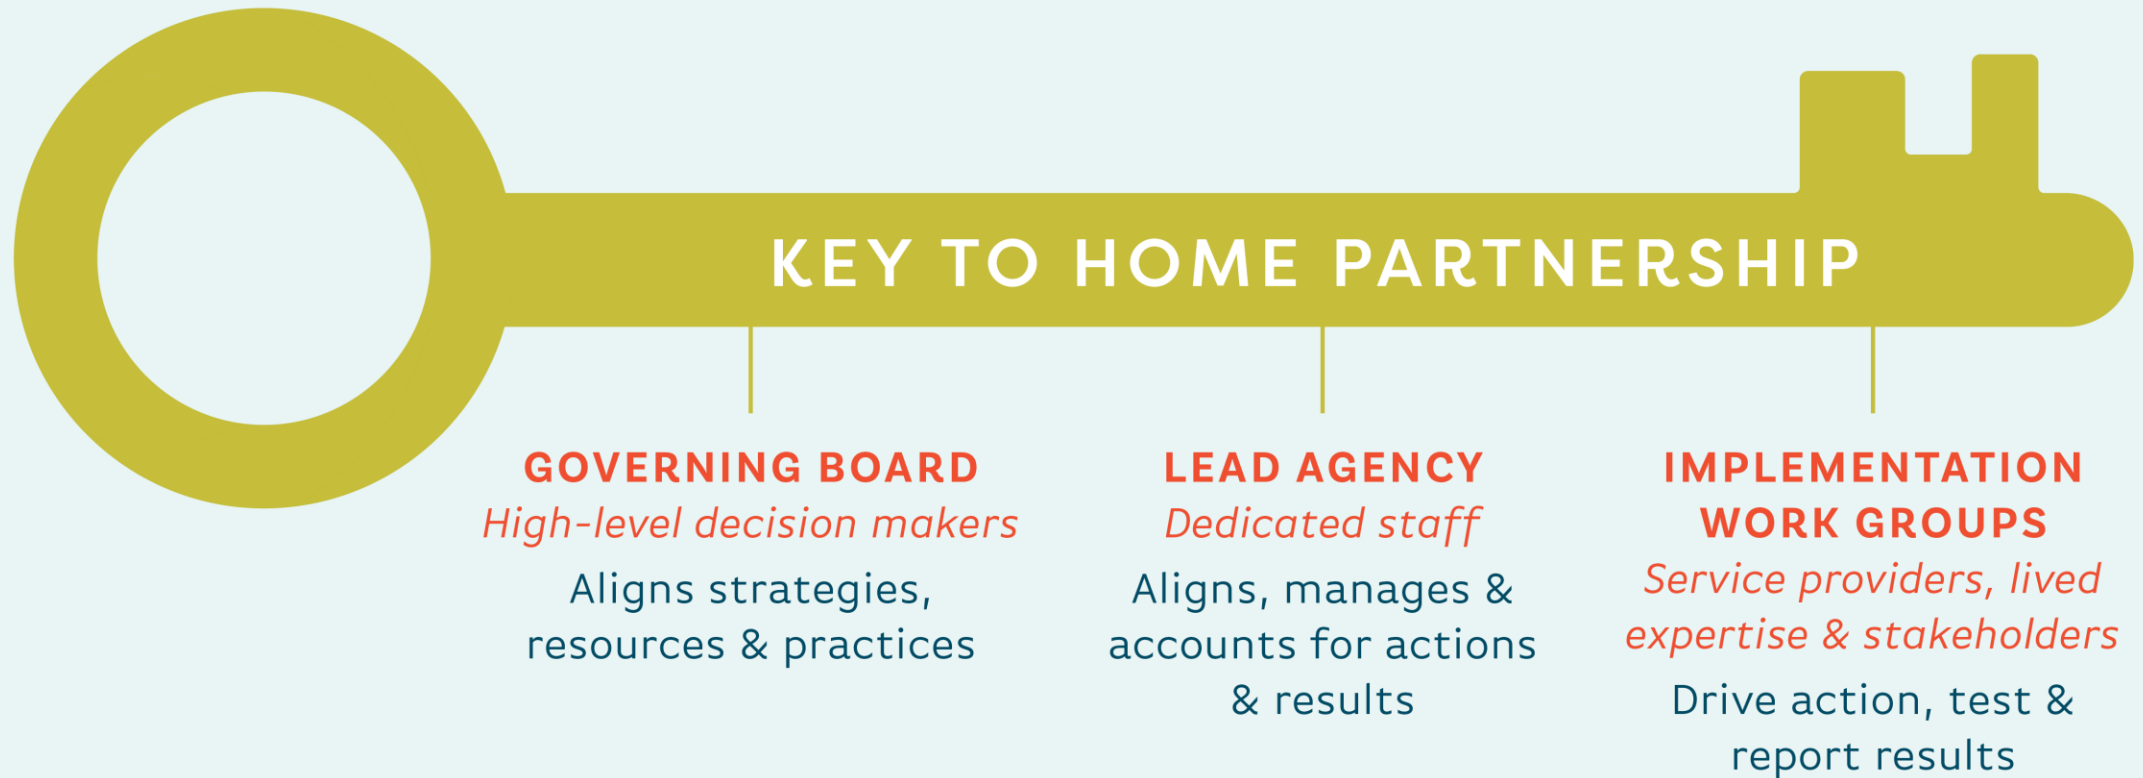 KEY TO HOME PARTNERSHIP
GOVERNING BOARD
High-level decision makers
Aligns strategies,
resources & practices
LEAD AGENCY
Dedicated staff
Aligns, manages &
accounts for actions
& results
IMPLEMENTATION
WORK GROUPS
Service providers, lived
expertise & stakeholders
Drive action, test &
report results